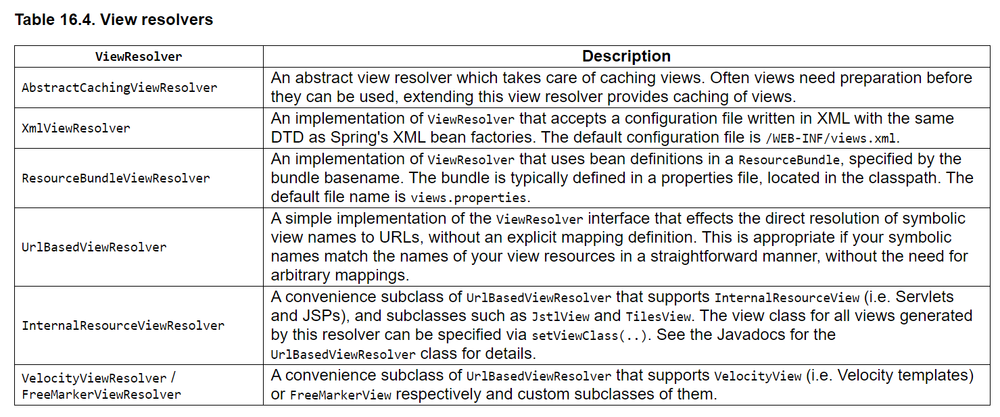 Table 16.4. View resolvers
ViewResolver
Description
AbstractCachingViewResolver
An abstract view resolver which takes care of caching views. Often views need preparation before
they can be used, extending this view resolver provides caching of views.
XmlViewResolver
An implementation of ViewResolver that accepts a configuration file written in XML with the same
DTD as Spring's XML bean factories. The default configuration file is /WEB-INF/views.xml.
ResourceBundleViewResolver
An implementation of ViewResolver that uses bean definitions in a ResourceBundle, specified by the
bundle basename. The bundle is typically defined in a properties file, located in the classpath. The
default file name is views.properties.
UrlBasedViewResolver
A simple implementation of the ViewResolver interface that effects the direct resolution of symbolic
view names to URLs, without an explicit mapping definition. This is appropriate if your symbolic
names match the names of your view resources in a straightforward manner, without the need for
arbitrary mappings.
InternalResourceViewResolver
A convenience subclass of UrlBasedViewResolver that supports InternalResourceView (i.e. Servlets
and JSPs), and subclasses such as JstlView and TilesView. The view class for all views generated
by this resolver can be specified via setViewClass(..). See the Javadocs for the
UrlBasedViewResolver class for details.
VelocityViewResolver /
FreeMarkerViewResolver
A convenience subclass of UrlBasedViewResolver that supports VelocityView (i.e. Velocity templates)
or FreeMarkerView respectively and custom subclasses of them.